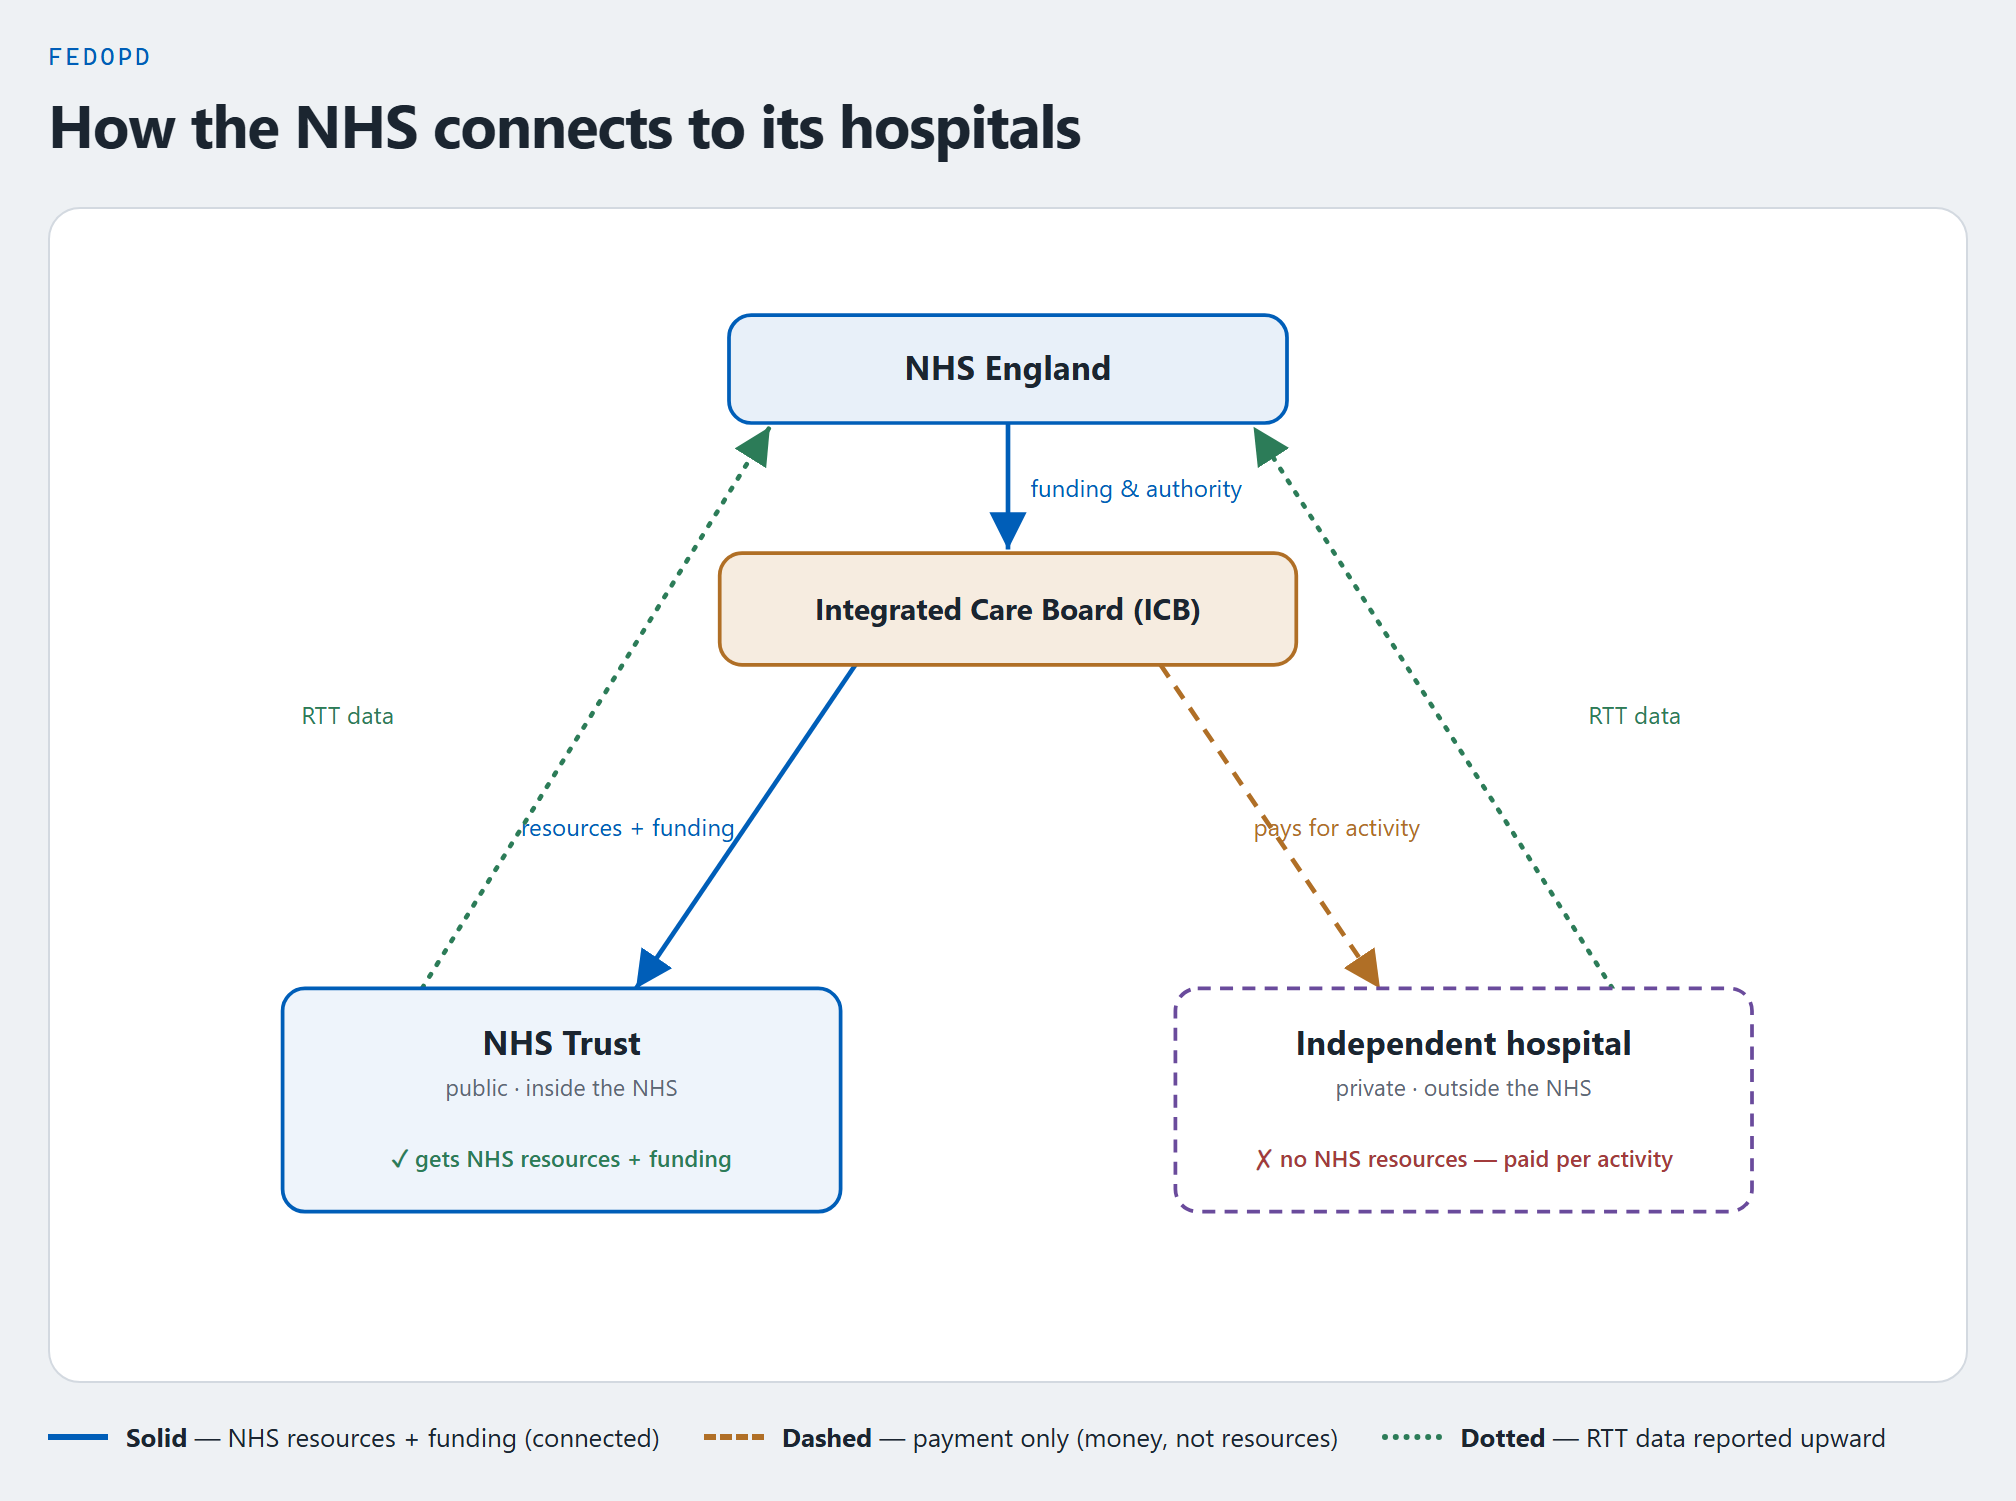 FEDOPD
How the NHS connects to its hospitals
NHS England
funding & authority
Integrated Care Board (ICB)
RTT data
RTT data
resources + funding
pays for activity
NHS Trust
public · inside the NHS
✓ gets NHS resources + funding
Independent hospital
private · outside the NHS
✗ no NHS resources — paid per activity
Solid — NHS resources + funding (connected)
Dashed — payment only (money, not resources)
Dotted — RTT data reported upward